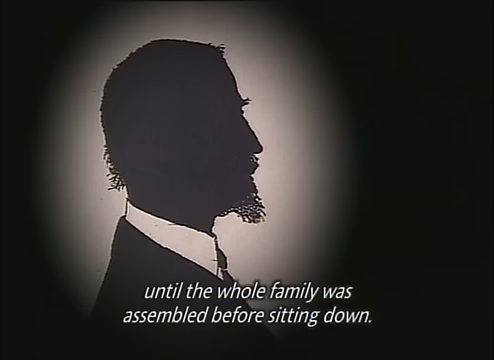 until the whole family was
assembled before sitting down.